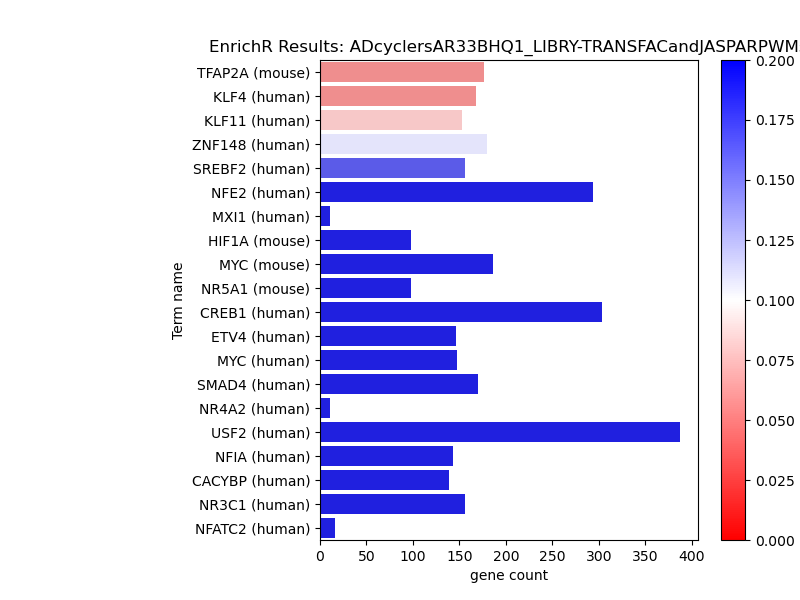 EnrichR Results: ADcyclersAR33BHQ1_LIBRY-TRANSFACandJASPARPWM
TFAP2A (mouse)
KLF4 (human)
KLF11 (human)
ZNF148 (human)
SREBF2 (human)
NFE2 (human)
MXI1 (human)
HIF1A (mouse)
MYC (mouse)
NR5A1 (mouse)
CREB1 (human)
ETV4 (human)
MYC (human)
SMAD4 (human)
NR4A2 (human)
USF2 (human)
NFIA (human)
CACYBP (human)
NR3C1 (human)
NFATC2 (human)
Term name
0 50 100 150 200 250 300 350 400
gene count
0.200
0.175
0.150
0.125
0.100
0.075
0.050
0.025
0.000